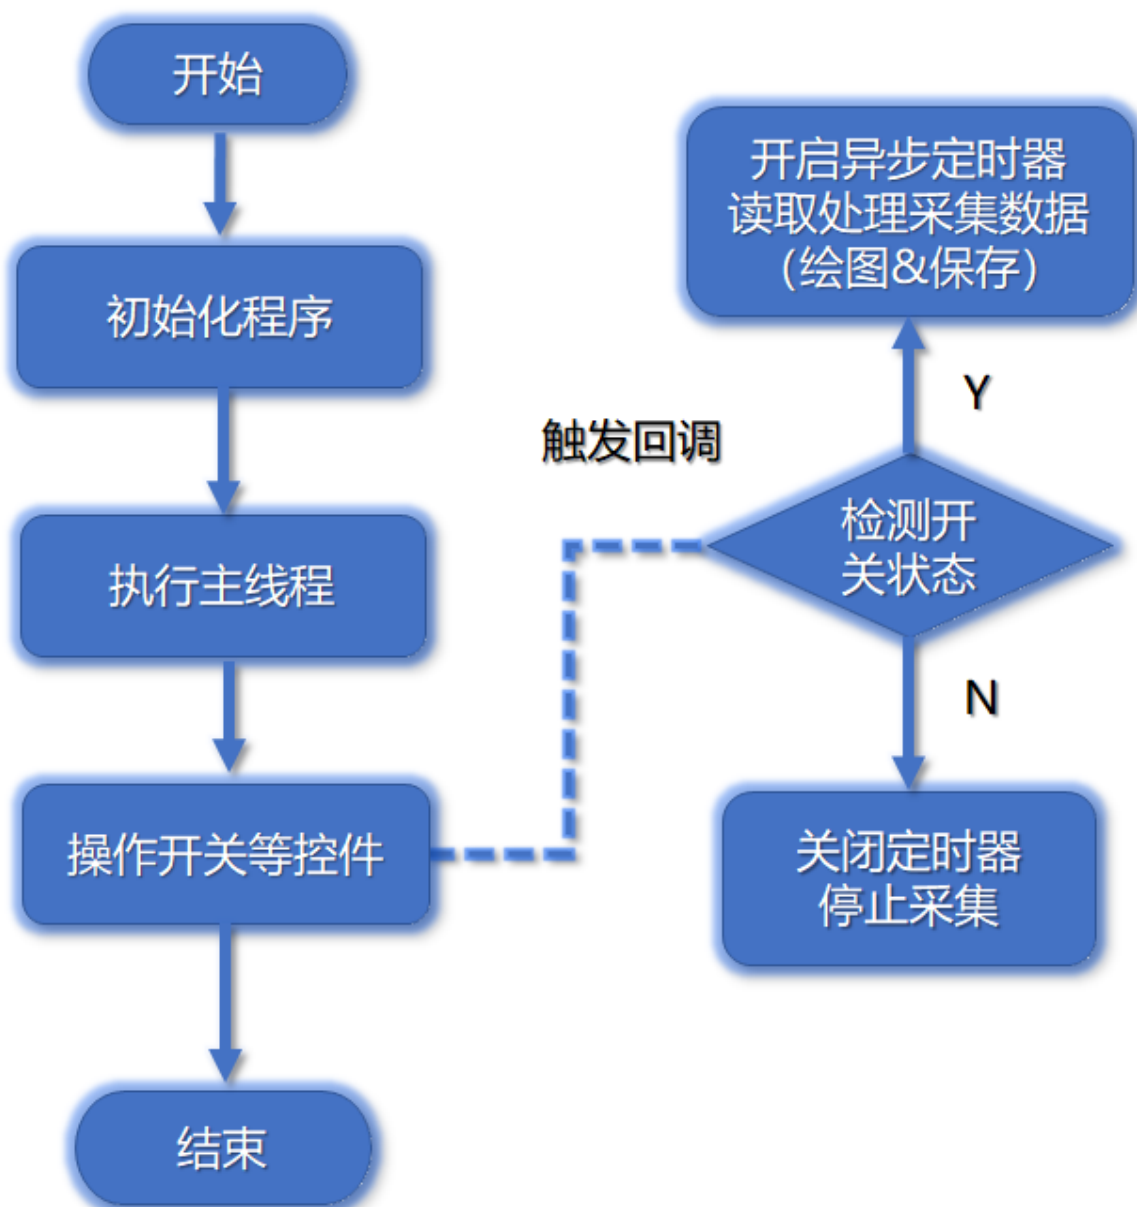 开始
初始化程序
执行主线程
操作开关等控件
结束
触发回调
开启异步定时器
读取处理采集数据
（绘图&保存）
Y
检测开
关状态
N
关闭定时器
停止采集